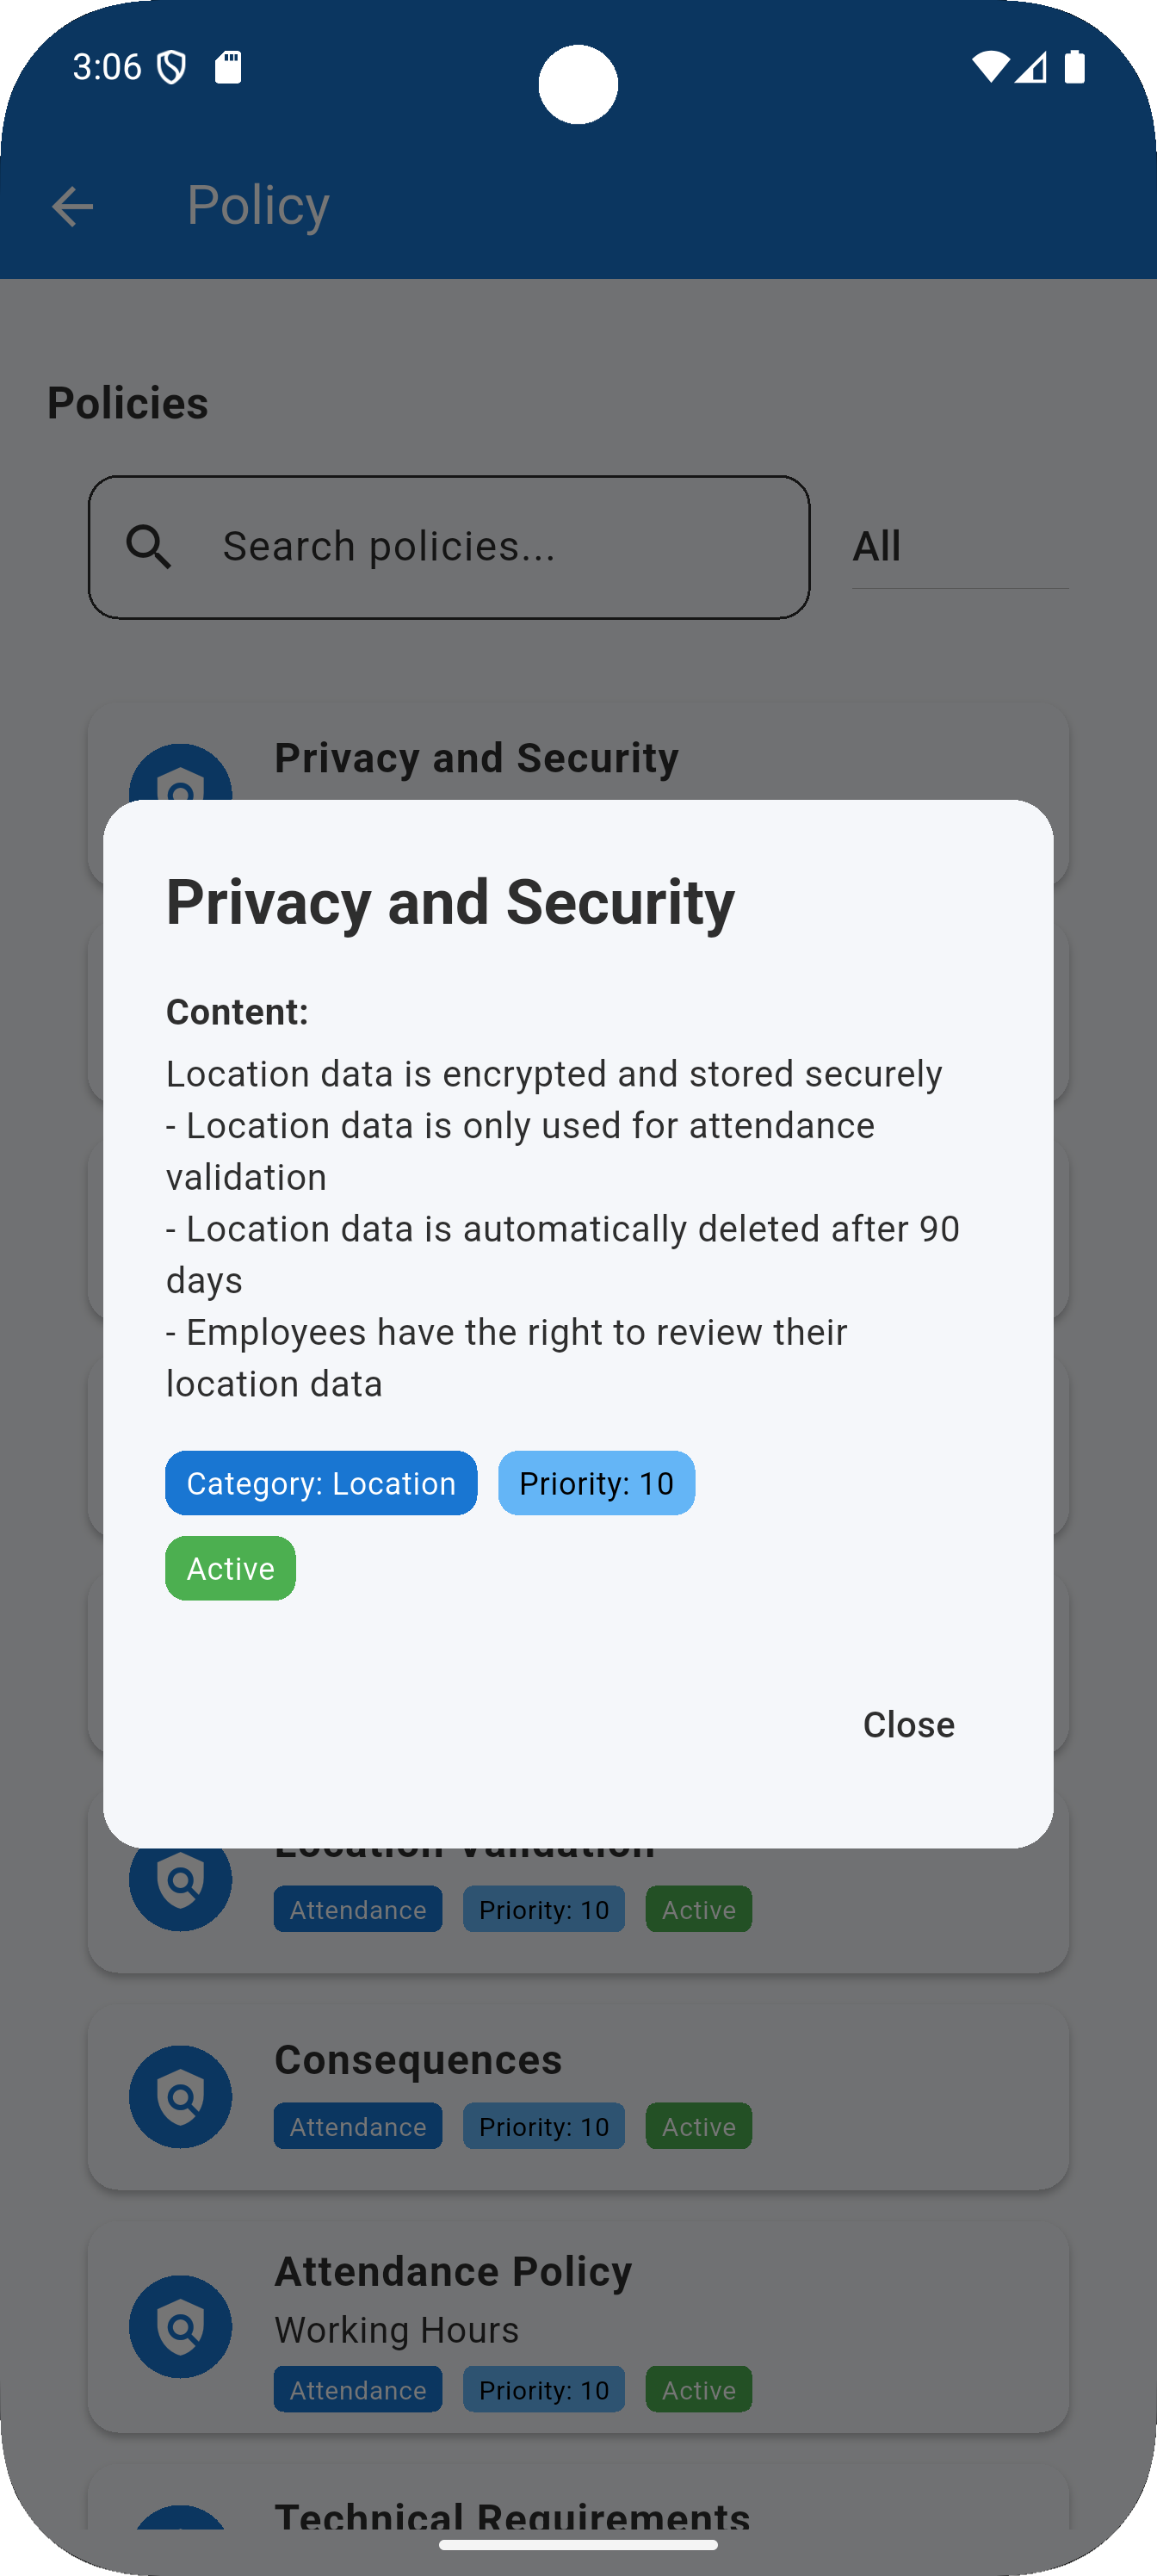 3:06
Policy
Policies
Search policies...
All
Privacy and Security
Privacy and Security
Content:
Location data is encrypted and stored securely
- Location data is only used for attendance
validation
- Location data is automatically deleted after 90
days
- Employees have the right to review their
location data
Category: Location
Priority: 10
Active
Close
Location Validation
Attendance
Priority: 10
Active
Consequences
Attendance
Priority: 10
Active
Attendance Policy
Working Hours
Attendance
Priority: 10
Active
Technical Requirements